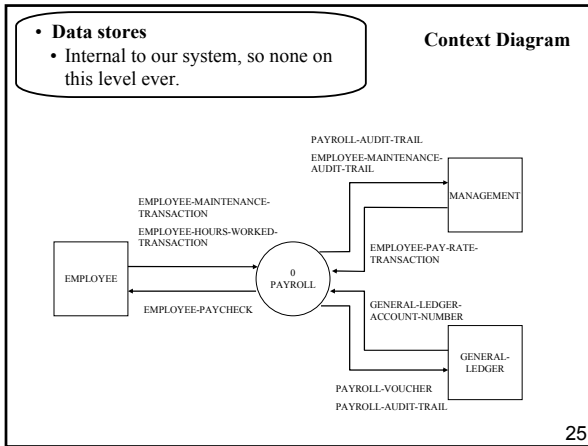 • Data stores
• Internal to our system, so none on
this level ever.
Context Diagram
PAYROLL-AUDIT-TRAIL
EMPLOYEE-MAINTENANCE-
AUDIT-TRAIL
MANAGEMENT
EMPLOYEE-MAINTENANCE-
TRANSACTION
EMPLOYEE-HOURS-WORKED-
TRANSACTION
EMPLOYEE-PAY-RATE-
TRANSACTION
EMPLOYEE
0
PAYROLL
EMPLOYEE-PAYCHECK
GENERAL-LEDGER-
ACCOUNT-NUMBER
GENERAL-
LEDGER
PAYROLL-VOUCHER
PAYROLL-AUDIT-TRAIL
25